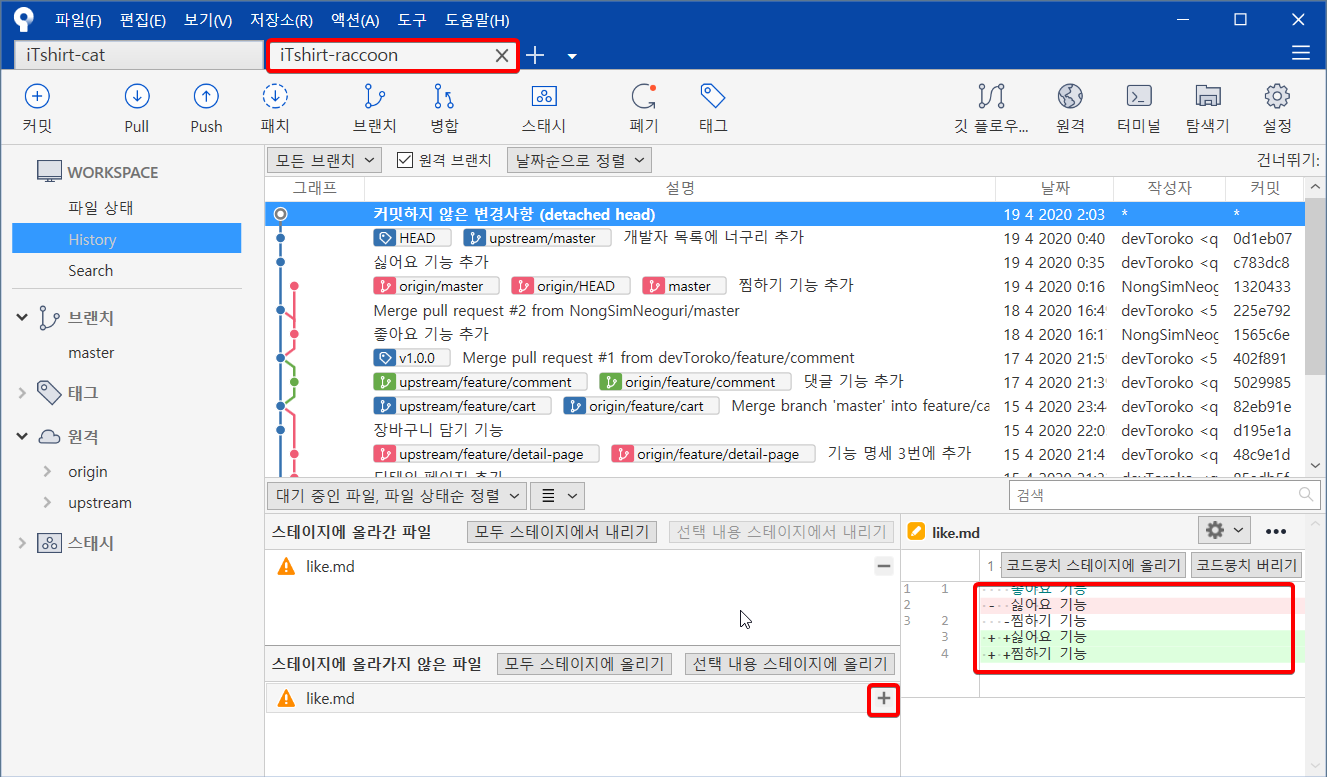 파일(F) 편집(E) 보기(V) 저장소(R) 액션(A) 도구 도움말(H)
iTshirt-cat iTshirt-raccoon
커밋 Pull Push 패치 브랜치 병합 스태시 폐기 태그 깃 플로우... 원격 터미널 탐색기 설정
WORKSPACE
파일 상태
History
Search
브랜치
master
태그
원격
origin
upstream
스태시
모든 브랜치 원격 브랜치 날짜순으로 정렬 건너뛰기:
그래프 설명 날짜 작성자 커밋
커밋하지 않은 변경사항 (detached head) 19 4 2020 2:03 * *
HEAD upstream/master 개발자 목록에 너구리 추가 19 4 2020 0:40 devToroko <q 0d1eb07
싫어요 기능 추가 19 4 2020 0:35 devToroko <q c783dc8
origin/master origin/HEAD master 찜하기 기능 추가 19 4 2020 0:16 NongSimNeog 1320433
Merge pull request #2 from NongSimNeoguri/master 18 4 2020 16:4 devToroko <5 225e792
좋아요 기능 추가 18 4 2020 16:1 NongSimNeog 1565c6e
v1.0.0 Merge pull request #1 from devToroko/feature/comment 17 4 2020 21:5 devToroko <5 402f891
upstream/feature/comment origin/feature/comment 댓글 기능 추가 17 4 2020 21:3 devToroko <q 5029985
upstream/feature/cart origin/feature/cart Merge branch 'master' into feature/ca 15 4 2020 23:4 devToroko <q 82eb91e
장바구니 담기 기능 15 4 2020 22:0 devToroko <q d195e1a
upstream/feature/detail-page origin/feature/detail-page 기능 명세 3번에 추가 15 4 2020 21:4 devToroko <q 48c9e1d
대기 중인 파일, 파일 상태순 정렬 검색
스테이지에 올라간 파일 모두 스테이지에서 내리기 선택 내용 스테이지에서 내리기
like.md
스테이지에 올라가지 않은 파일 모두 스테이지에 올리기 선택 내용 스테이지에 올리기
like.md
like.md
1 코드뭉치 스테이지에 올리기 코드뭉치 버리기
1 1 좋아요 기능
2 - 싫어요 기능
3 2 -찜하기 기능
3 + +싫어요 기능
4 + +찜하기 기능